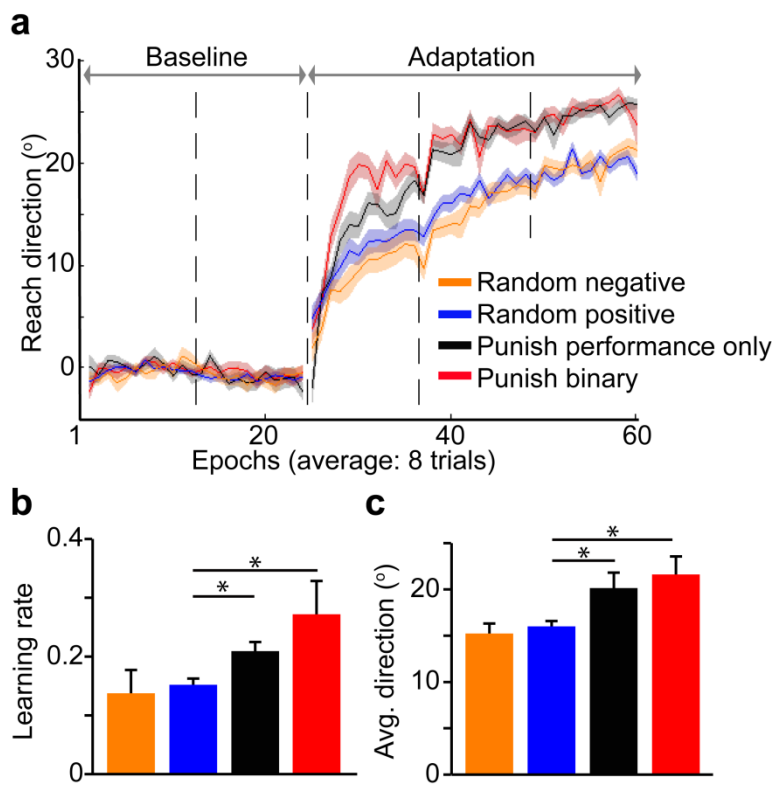 a
Baseline Adaptation
30
20
10
0
Reach direction (°)
Random negative
Random positive
Punish performance only
Punish binary
1 20 40 60
Epochs (average: 8 trials)
b
0.4
0.2
0
Learning rate
*
*
c
20
10
0
Avg. direction (°)
*
*